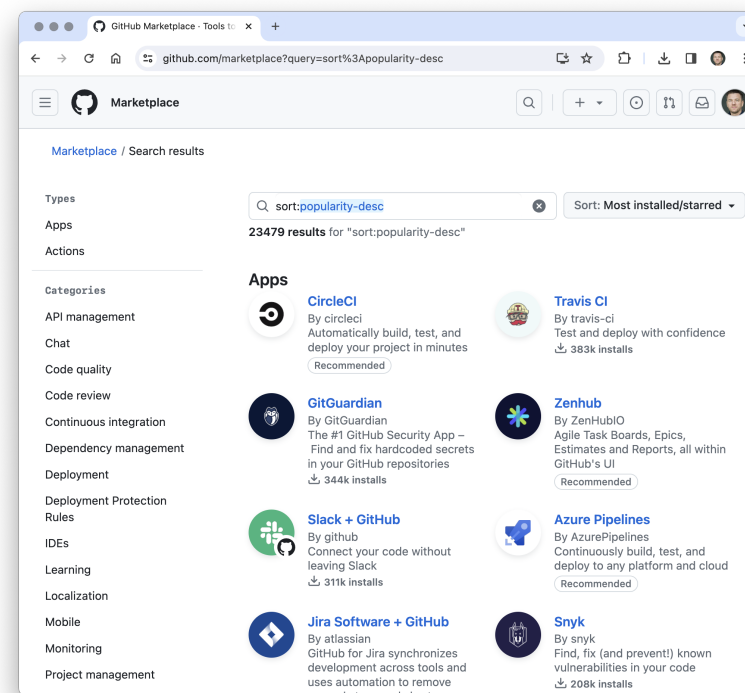 GitHub Marketplace · Tools to
github.com/marketplace?query=sort%3Apopularity-desc
Marketplace
Marketplace / Search results
Types
Apps
Actions
Categories
API management
Chat
Code quality
Code review
Continuous integration
Dependency management
Deployment
Deployment Protection
Rules
IDEs
Learning
Localization
Mobile
Monitoring
Project management
sort:popularity-desc
Sort: Most installed/starred
23479 results for "sort:popularity-desc"
Apps
CircleCI
By circleci
Automatically build, test, and
deploy your project in minutes
Recommended
Travis CI
By travis-ci
Test and deploy with confidence
383k installs
GitGuardian
By GitGuardian
The #1 GitHub Security App –
Find and fix hardcoded secrets
in your GitHub repositories
344k installs
Zenhub
By ZenHubIO
Agile Task Boards, Epics,
Estimates and Reports, all within
GitHub's UI
Recommended
Slack + GitHub
By github
Connect your code without
leaving Slack
311k installs
Azure Pipelines
By AzurePipelines
Continuously build, test, and
deploy to any platform and cloud
Recommended
Jira Software + GitHub
By atlassian
GitHub for Jira synchronizes
development across tools and
uses automation to remove
Snyk
By snyk
Find, fix (and prevent!) known
vulnerabilities in your code
208k installs